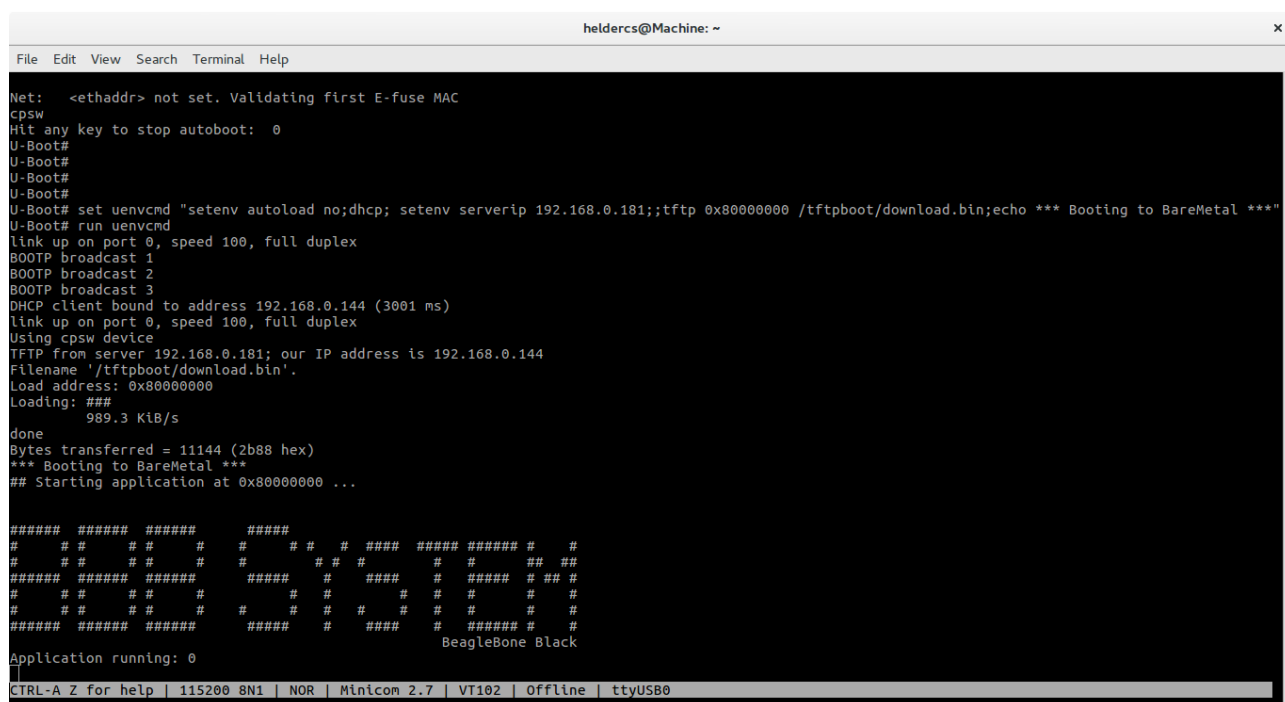 heldercs@Machine: ~ ×
File Edit View Search Terminal Help
Net:   <ethaddr> not set. Validating first E-fuse MAC
cpsw
Hit any key to stop autoboot:  0
U-Boot#
U-Boot#
U-Boot#
U-Boot#
U-Boot# set uenvcmd "setenv autoload no;dhcp; setenv serverip 192.168.0.181;;tftp 0x80000000 /tftpboot/download.bin;echo *** Booting to BareMetal ***"
U-Boot# run uenvcmd
link up on port 0, speed 100, full duplex
BOOTP broadcast 1
BOOTP broadcast 2
BOOTP broadcast 3
DHCP client bound to address 192.168.0.144 (3001 ms)
link up on port 0, speed 100, full duplex
Using cpsw device
TFTP from server 192.168.0.181; our IP address is 192.168.0.144
Filename '/tftpboot/download.bin'.
Load address: 0x80000000
Loading: ###
         989.3 KiB/s
done
Bytes transferred = 11144 (2b88 hex)
*** Booting to BareMetal ***
## Starting application at 0x80000000 ...
BBB SYSTEM
BeagleBone Black
Application running: 0
CTRL-A Z for help | 115200 8N1 | NOR | Minicom 2.7 | VT102 | Offline | ttyUSB0